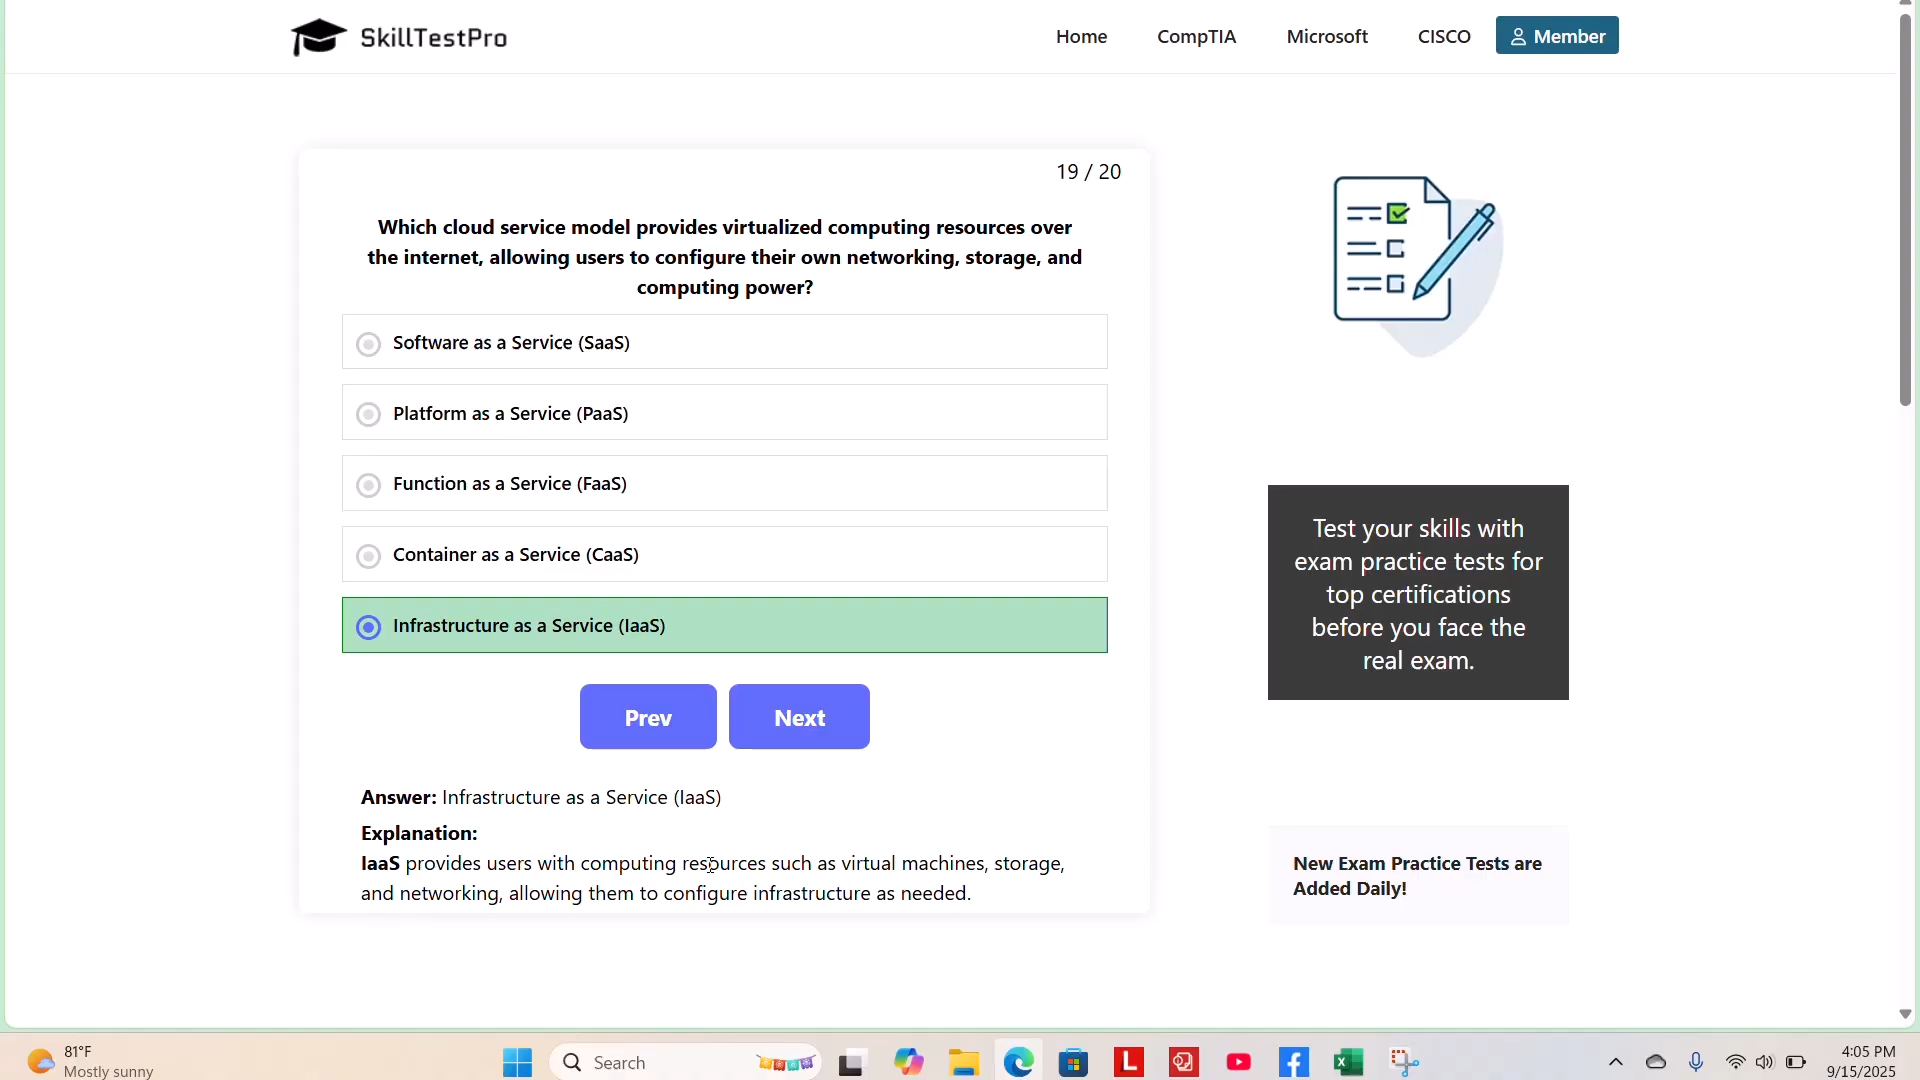 SkillTestPro
Home
CompTIA
Microsoft
CISCO
Member
19 / 20
Which cloud service model provides virtualized computing resources over
the internet, allowing users to configure their own networking, storage, and
computing power?
Software as a Service (SaaS)
Platform as a Service (PaaS)
Function as a Service (FaaS)
Container as a Service (CaaS)
Infrastructure as a Service (IaaS)
Prev
Next
Answer: Infrastructure as a Service (IaaS)
Explanation:
IaaS provides users with computing resources such as virtual machines, storage,
and networking, allowing them to configure infrastructure as needed.
Test your skills with
exam practice tests for
top certifications
before you face the
real exam.
New Exam Practice Tests are
Added Daily!
81°F
Mostly sunny
Search
L
4:05 PM
9/15/2025